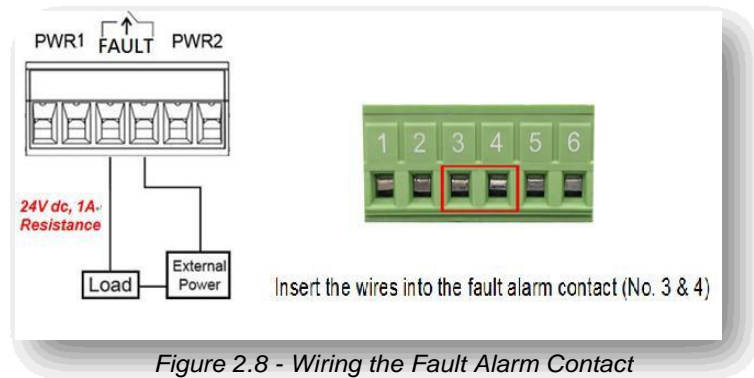 PWR1 FAULT PWR2
1 2 3 4 5 6
24V dc, 1A
Resistance
Load
External
Power
Insert the wires into the fault alarm contact (No. 3 & 4)
Figure 2.8 - Wiring the Fault Alarm Contact